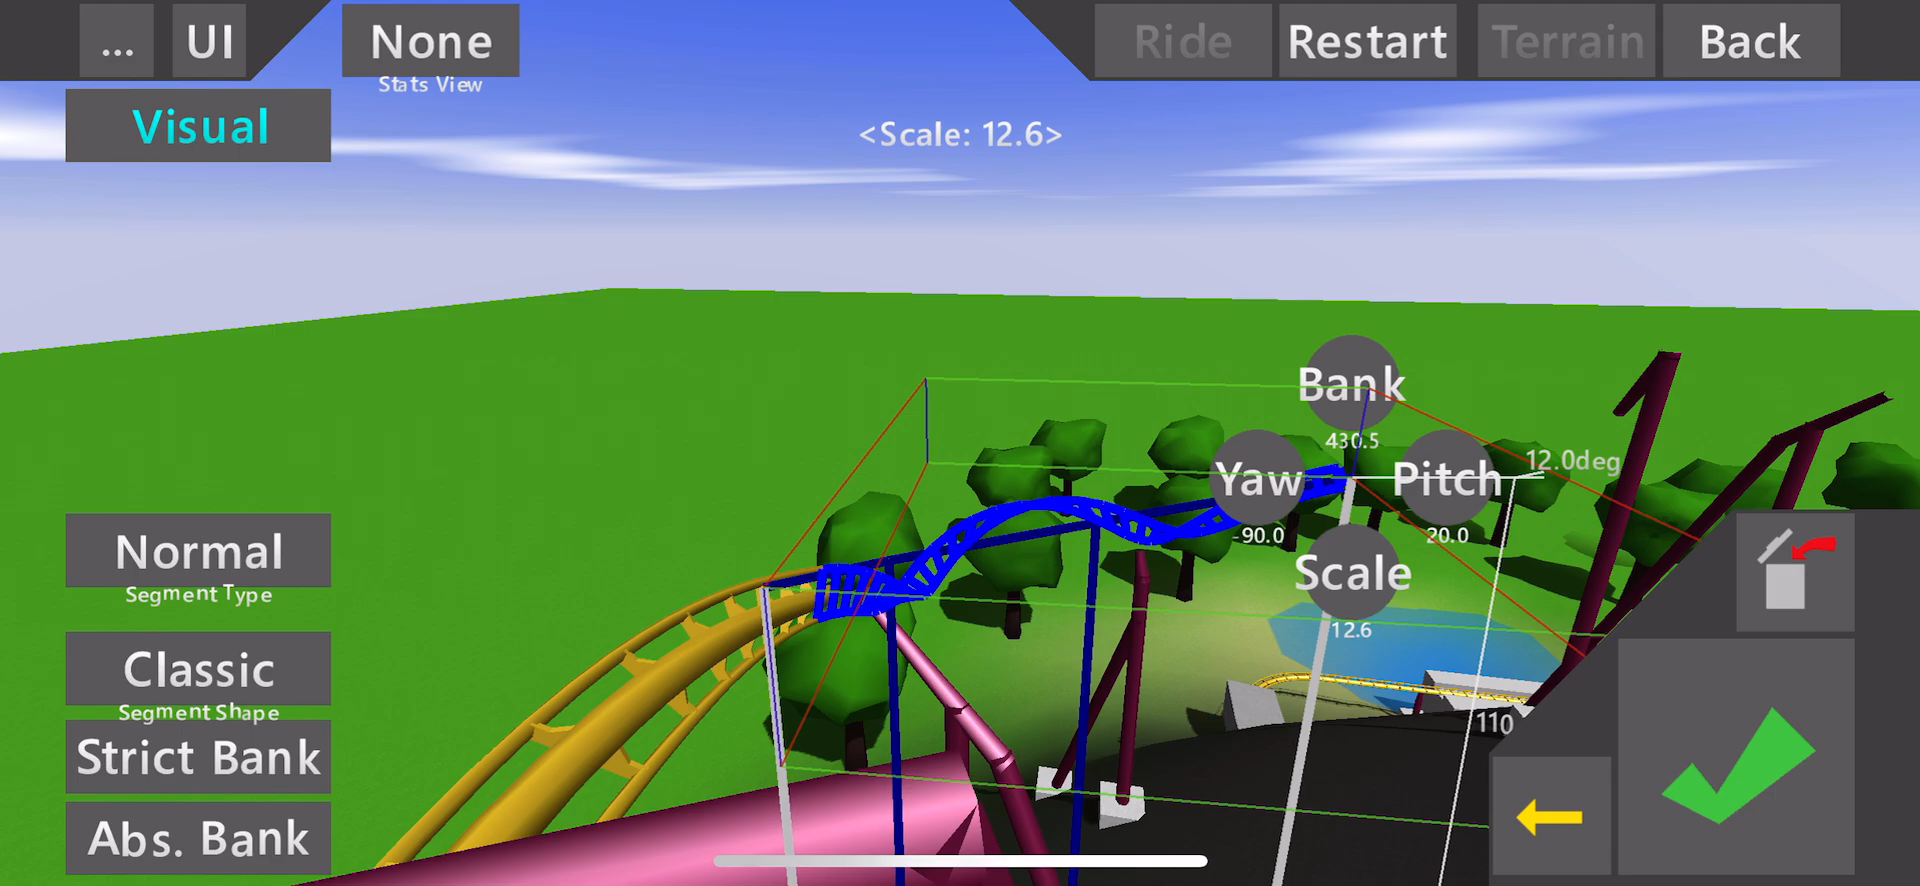 ... UI None Ride Restart Terrain Back
Stats View
Visual
<Scale: 12.6>
Bank
430.5
12.0deg
Yaw Pitch
-90.0 20.0
Normal
Segment Type
Scale
12.6
Classic
Segment Shape
110
Strict Bank
Abs. Bank